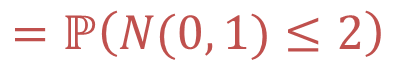 = ℙ(N(0, 1) ≤ 2)